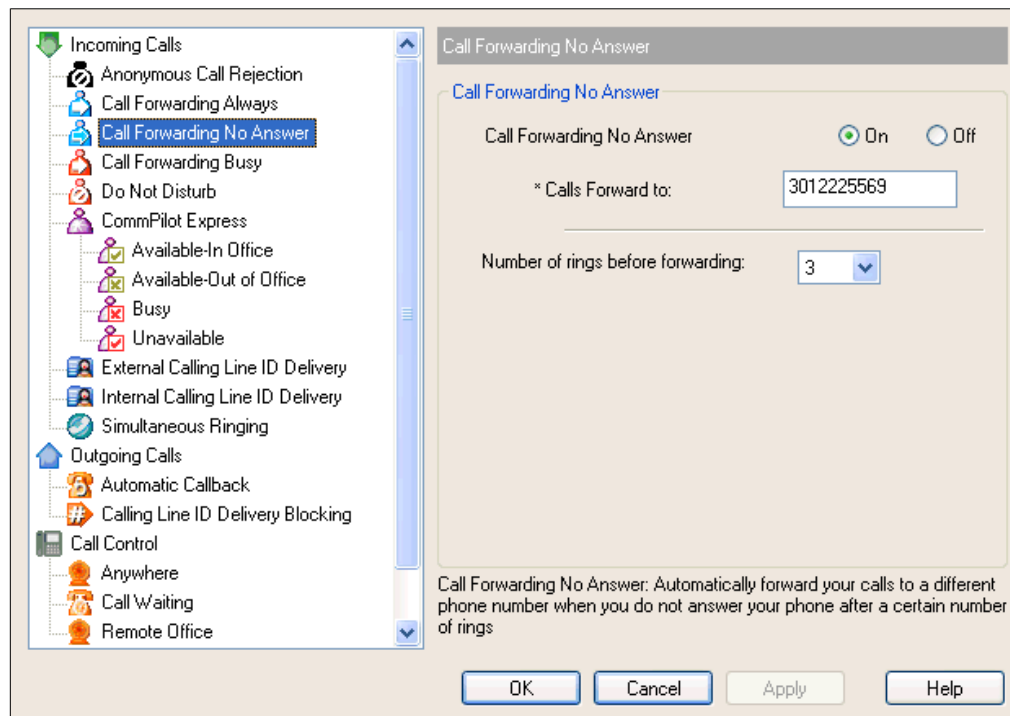 Incoming Calls
Anonymous Call Rejection
Call Forwarding Always
Call Forwarding No Answer
Call Forwarding Busy
Do Not Disturb
CommPilot Express
Available-In Office
Available-Out of Office
Busy
Unavailable
External Calling Line ID Delivery
Internal Calling Line ID Delivery
Simultaneous Ringing
Outgoing Calls
Automatic Callback
Calling Line ID Delivery Blocking
Call Control
Anywhere
Call Waiting
Remote Office
Call Forwarding No Answer
Call Forwarding No Answer
Call Forwarding No Answer On Off
* Calls Forward to: 3012225569
Number of rings before forwarding: 3
Call Forwarding No Answer: Automatically forward your calls to a different
phone number when you do not answer your phone after a certain number
of rings
OK Cancel Apply Help